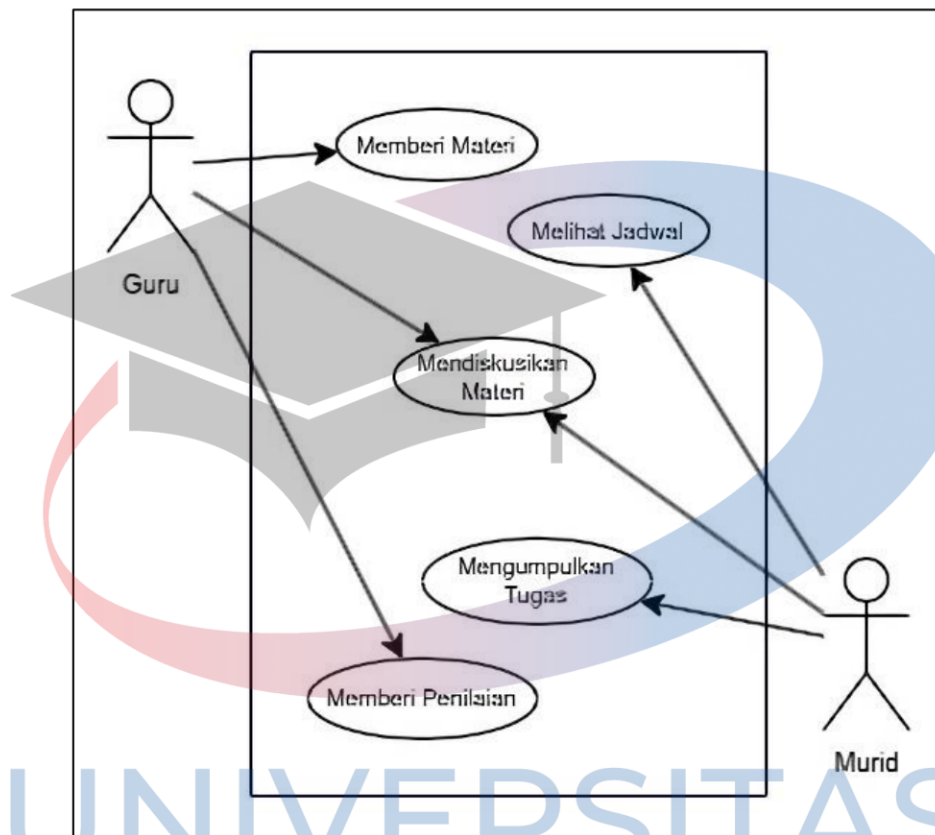 Memberi Materi
Melihat Jadwal
Guru
Mendiskusikan
Materi
Mengumpulkan
Tugas
Memberi Penilaian
Murid
UNIVERSITAS